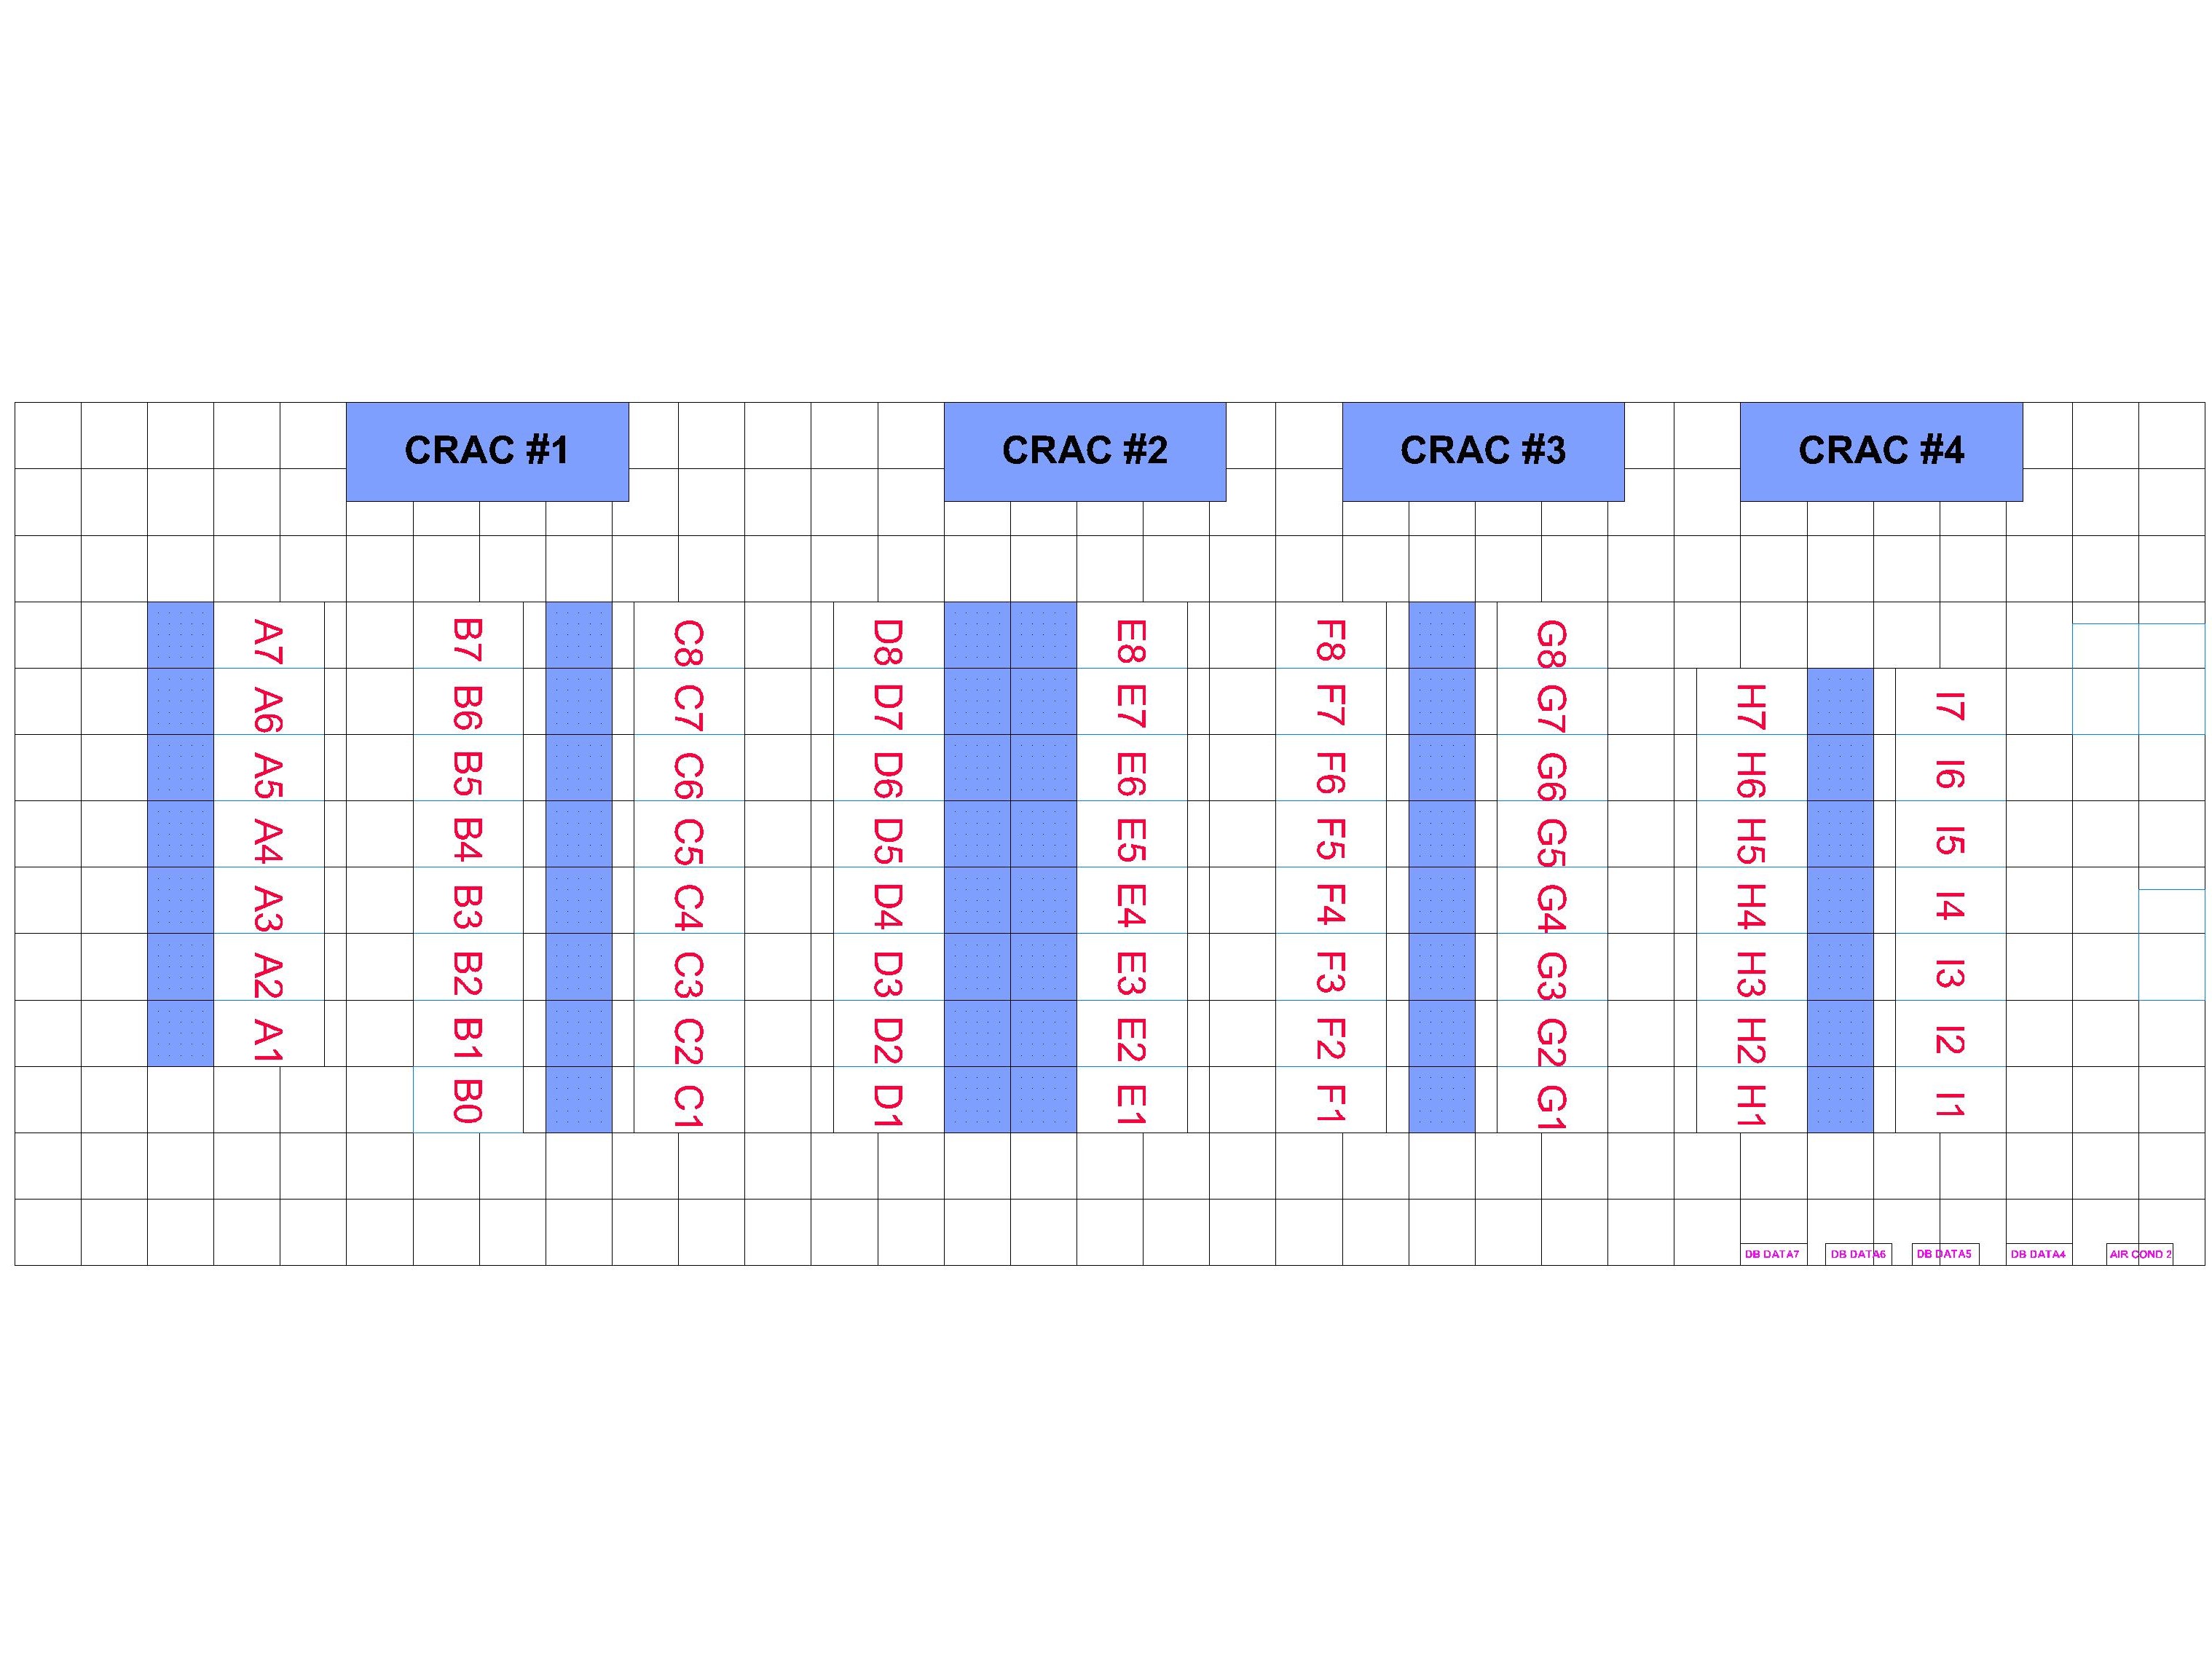 CRAC #1 CRAC #2 CRAC #3 CRAC #4
A7 B7 C8 D8 E8 F8 G8
A6 B6 C7 D7 E7 F7 G7 H7 I7
A5 B5 C6 D6 E6 F6 G6 H6 I6
A4 B4 C5 D5 E5 F5 G5 H5 I5
A3 B3 C4 D4 E4 F4 G4 H4 I4
A2 B2 C3 D3 E3 F3 G3 H3 I3
A1 B1 C2 D2 E2 F2 G2 H2 I2
B0 C1 D1 E1 F1 G1 H1 I1
DB DATA7 DB DATA6 DB DATA5 DB DATA4 AIR COND 2